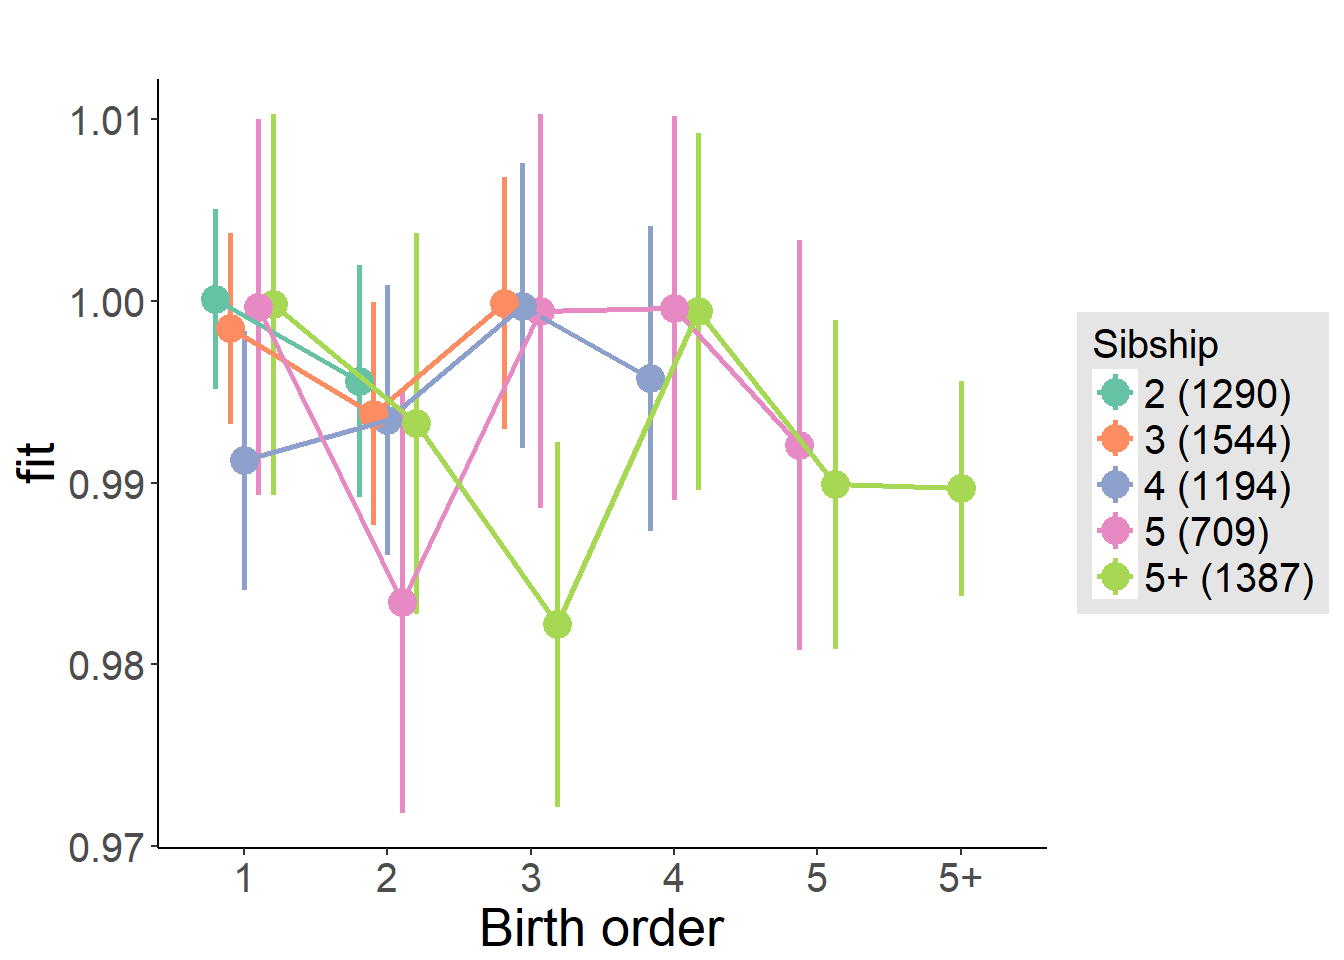 1.01
1.00
0.99
0.98
0.97
fit
1 2 3 4 5 5+
Birth order
Sibship
2 (1290)
3 (1544)
4 (1194)
5 (709)
5+ (1387)